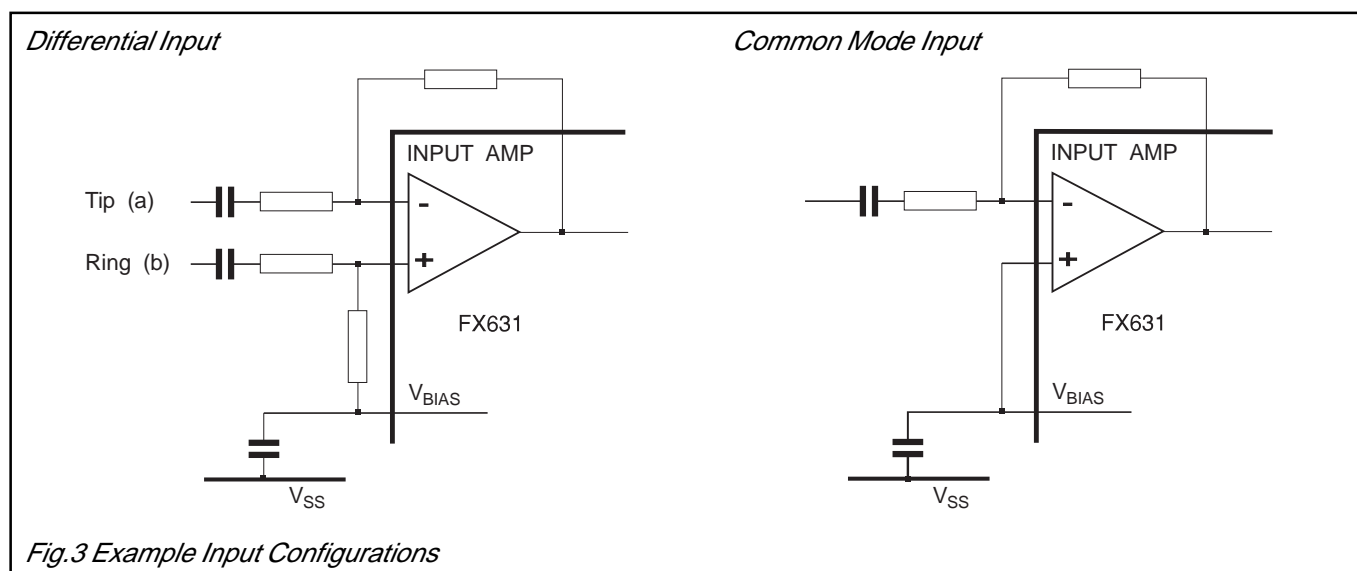 Differential Input
INPUT AMP
-
Tip (a)
Ring (b)
+
FX631
VBIAS
VSS
Common Mode Input
INPUT AMP
-
+
FX631
VBIAS
VSS
Fig.3 Example Input Configurations